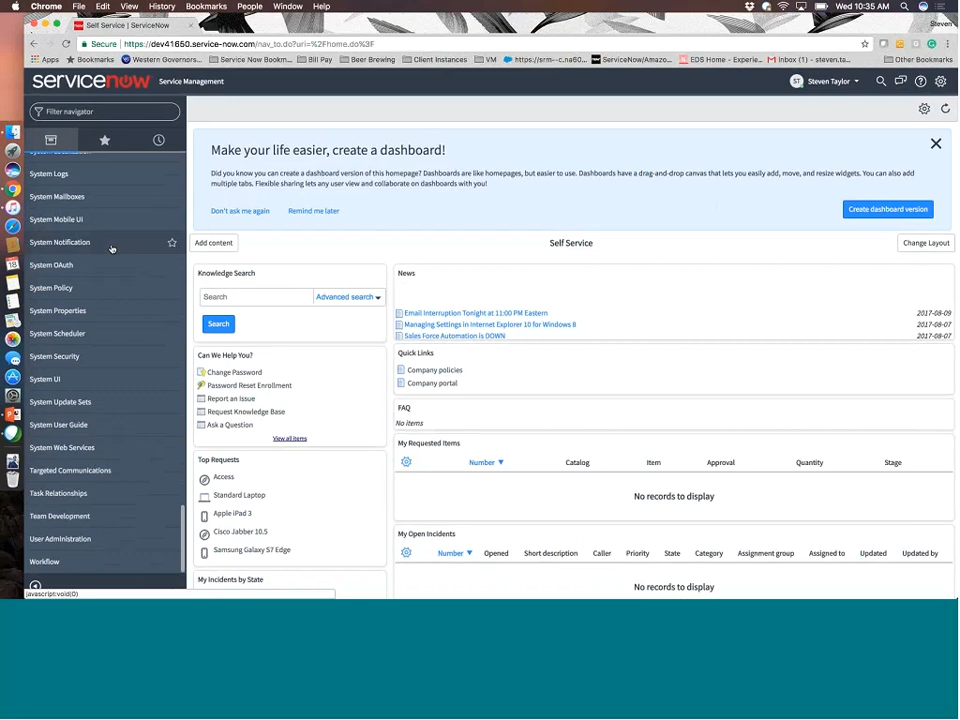 Chrome File Edit View History Bookmarks People Window Help Wed 10:35 AM Steven Taylor
Self Service | ServiceNow
Steven
Secure https://dev41650.service-now.com/nav_to.do?uri=%2Fhome.do%3F
Apps Bookmarks Western Governors... Service Now Bookm... Bill Pay Beer Brewing Client Instances VM https://srm--c.na60... ServiceNow/Amazo... EDS Home - Experie... Inbox (1) - steven.ta... Other Bookmarks
servicenow Service Management
ST Steven Taylor
Filter navigator
System Logs
System Mailboxes
System Mobile UI
System Notification
System OAuth
System Policy
System Properties
System Scheduler
System Security
System UI
System Update Sets
System User Guide
System Web Services
Targeted Communications
Task Relationships
Team Development
User Administration
Workflow
javascript:void(0)
Make your life easier, create a dashboard!
Did you know you can create a dashboard version of this homepage? Dashboards are like homepages, but easier to use. Dashboards have a drag-and-drop canvas that lets you easily add, move, and resize widgets. You can also
add multiple tabs. Flexible sharing lets any user view and collaborate on dashboards with you!
Don't ask me again Remind me later Create dashboard version
Add content Self Service Change Layout
Knowledge Search
Search Advanced search
Search
Can We Help You?
Change Password
Password Reset Enrollment
Report an Issue
Request Knowledge Base
Ask a Question
View all items
Top Requests
Access
Standard Laptop
Apple iPad 3
Cisco Jabber 10.5
Samsung Galaxy S7 Edge
My Incidents by State
News
Email Interruption Tonight at 11:00 PM Eastern 2017-08-09
Managing Settings in Internet Explorer 10 for Windows 8 2017-08-07
Sales Force Automation is DOWN 2017-08-07
Quick Links
Company policies
Company portal
FAQ
No items
My Requested Items
Number Catalog Item Approval Quantity Stage
No records to display
My Open Incidents
Number Opened Short description Caller Priority State Category Assignment group Assigned to Updated Updated by
No records to display